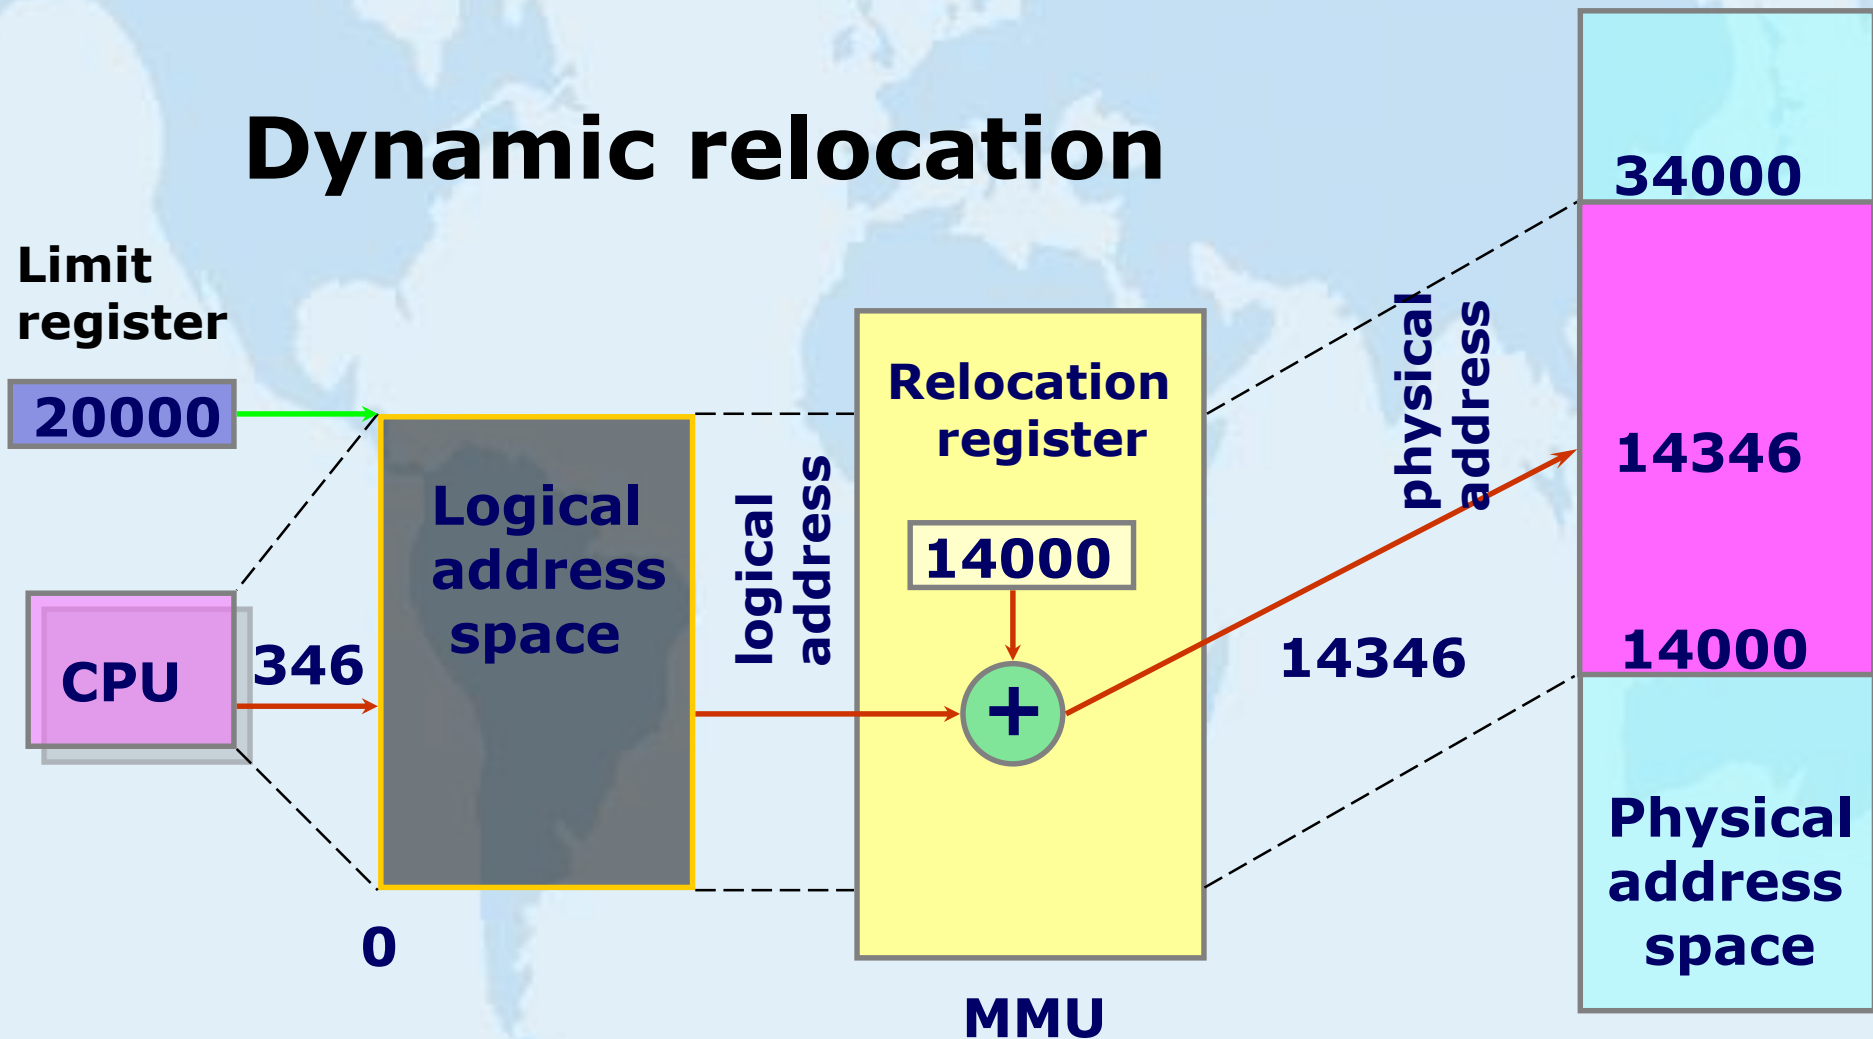 Dynamic relocation
Limit
register
20000
CPU
346
0
Logical
address
space
logical
address
Relocation
register
14000
+
MMU
physical
address
14346
34000
14346
14000
Physical
address
space